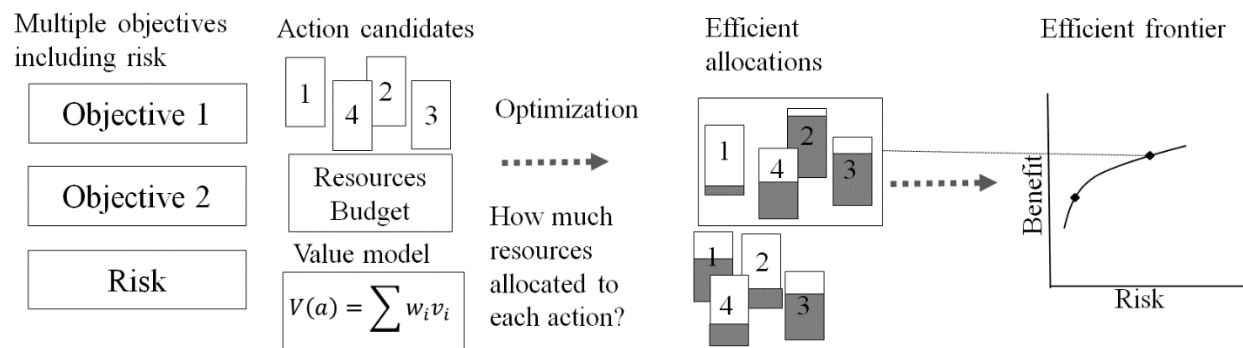 Multiple objectives
including risk
Objective 1
Objective 2
Risk
Action candidates
1
2
4
3
Resources
Budget
Value model
V(a) = ∑ wᵢvᵢ
Optimization
How much
resources
allocated to
each action?
Efficient
allocations
1
2
4
3
1
2
4
3
Efficient frontier
Benefit
Risk